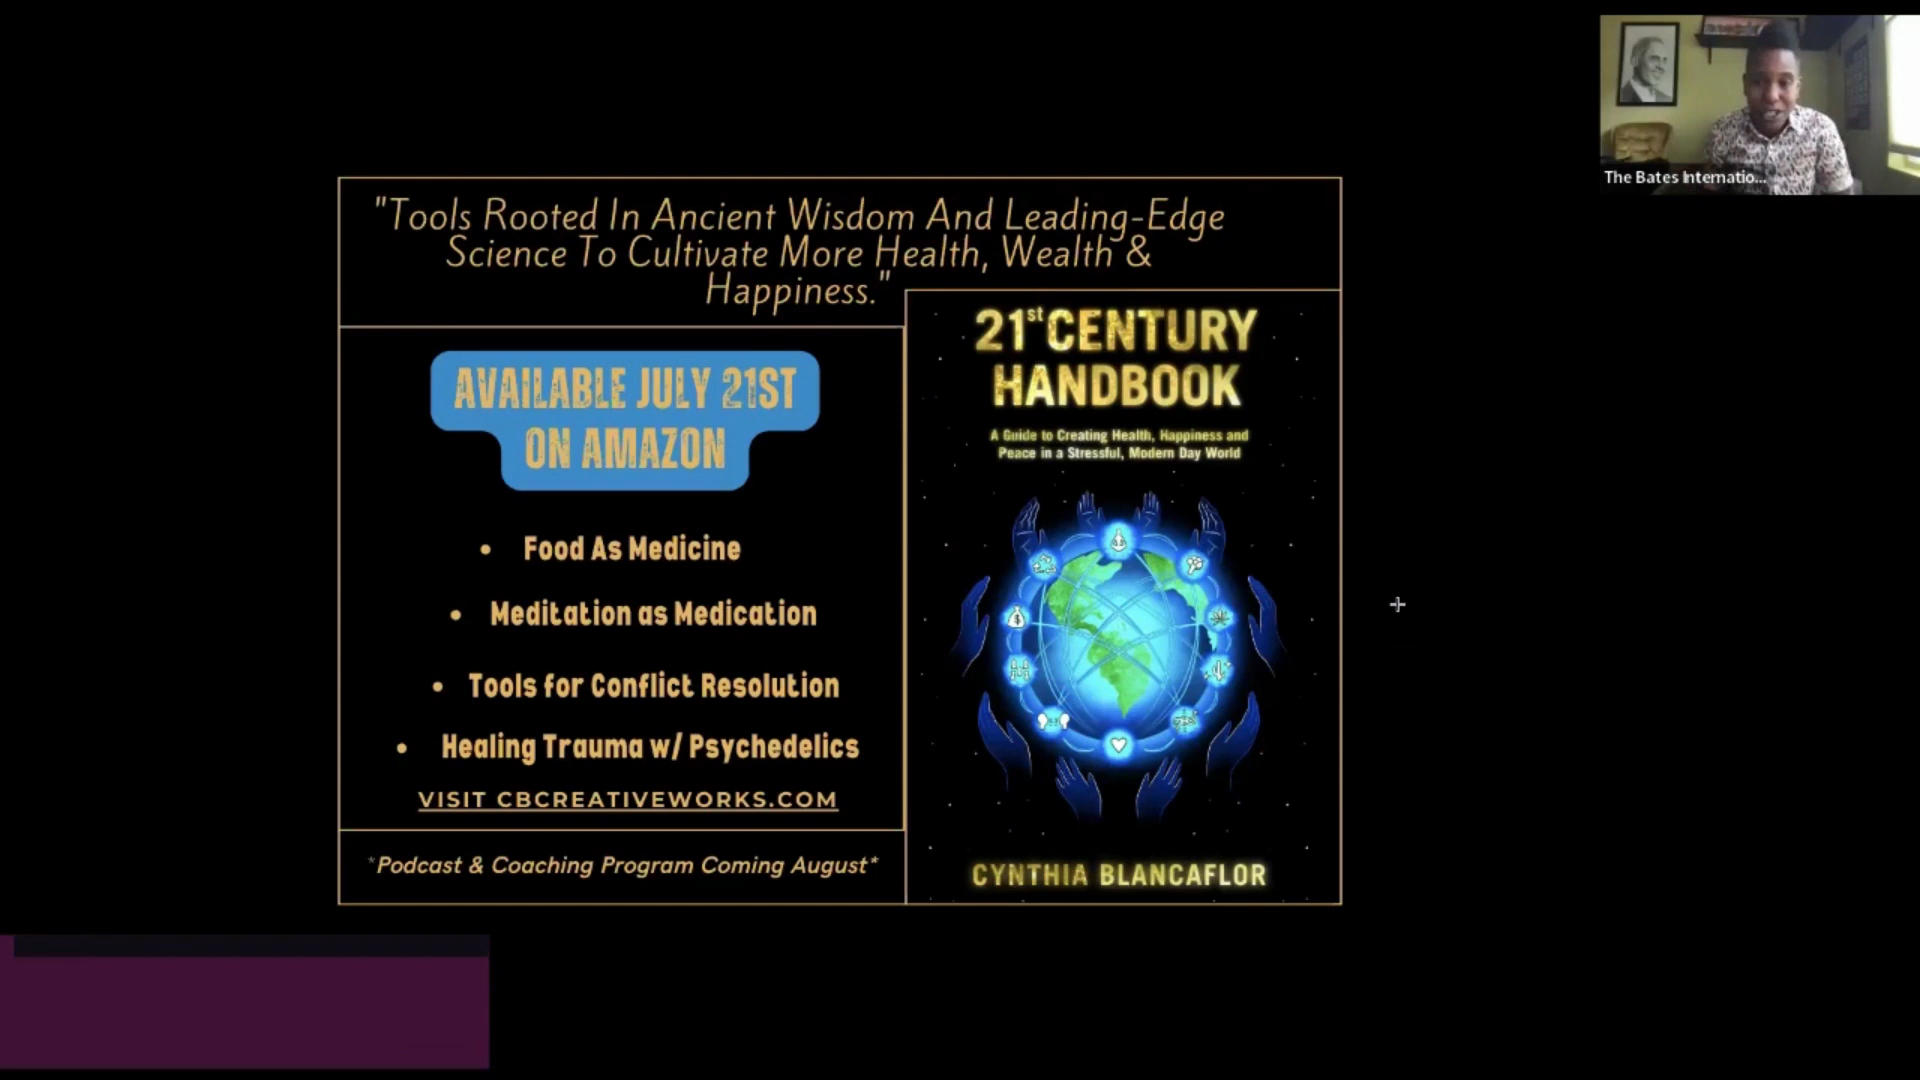 "Tools Rooted In Ancient Wisdom And Leading-Edge
Science To Cultivate More Health, Wealth &
Happiness."
AVAILABLE JULY 21ST
ON AMAZON
• Food As Medicine
• Meditation as Medication
• Tools for Conflict Resolution
• Healing Trauma w/ Psychedelics
VISIT CBCREATIVEWORKS.COM
*Podcast & Coaching Program Coming August*
21st CENTURY
HANDBOOK
A Guide to Creating Health, Happiness and
Peace in a Stressful, Modern Day World
CYNTHIA BLANCAFLOR
The Bates Internatio...